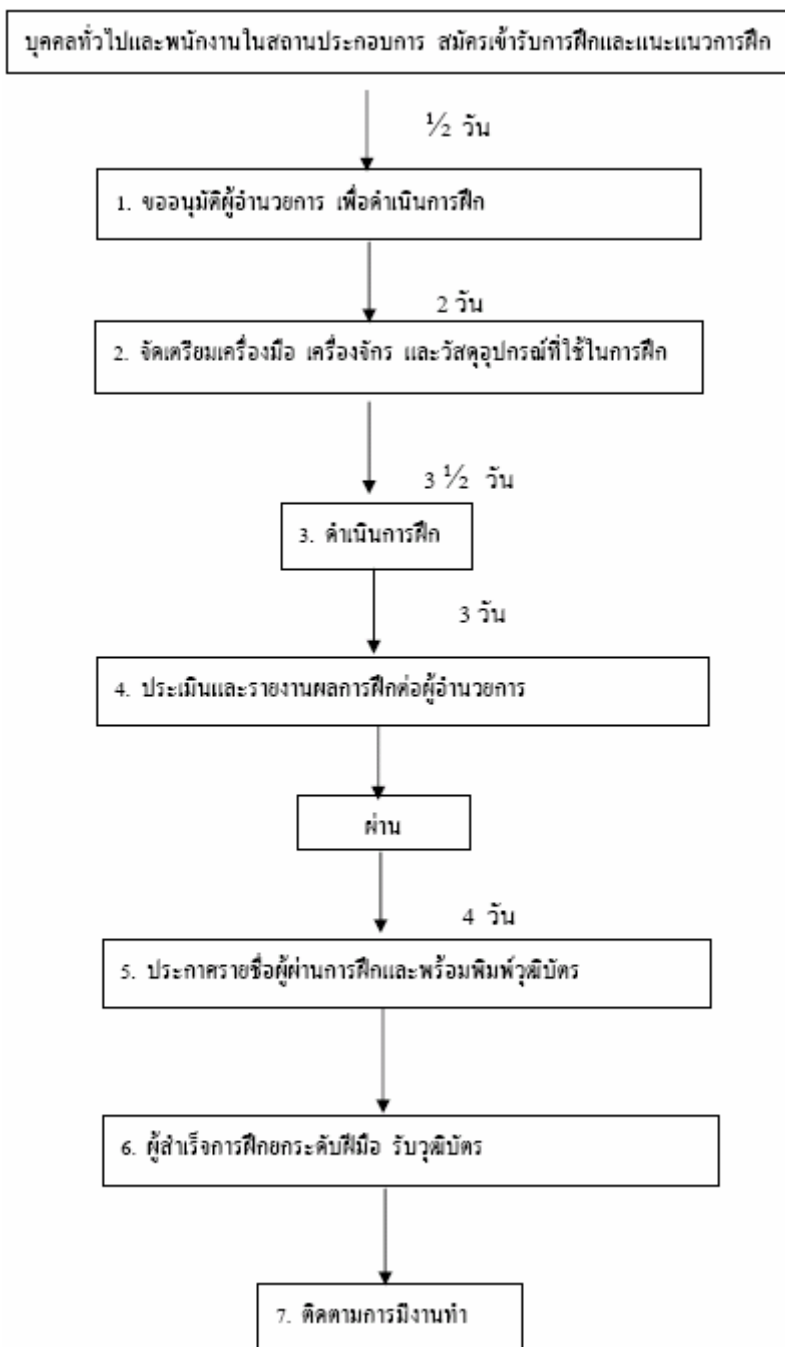 บุคคลทั่วไปและพนักงานในสถานประกอบการ สมัครเข้ารับการฝึกและแนะแนวการฝึก
½ วัน
1. ขออนุมัติผู้อำนวยการ เพื่อดำเนินการฝึก
2 วัน
2. จัดเตรียมเครื่องมือ เครื่องจักร และวัสดุอุปกรณ์ที่ใช้ในการฝึก
3 ½ วัน
3. ดำเนินการฝึก
3 วัน
4. ประเมินและรายงานผลการฝึกต่อผู้อำนวยการ
ผ่าน
4 วัน
5. ประกาศรายชื่อผู้ผ่านการฝึกและพร้อมพิมพ์วุฒิบัตร
6. ผู้สำเร็จการฝึกยกระดับฝีมือ รับวุฒิบัตร
7. ติดตามการมีงานทำ